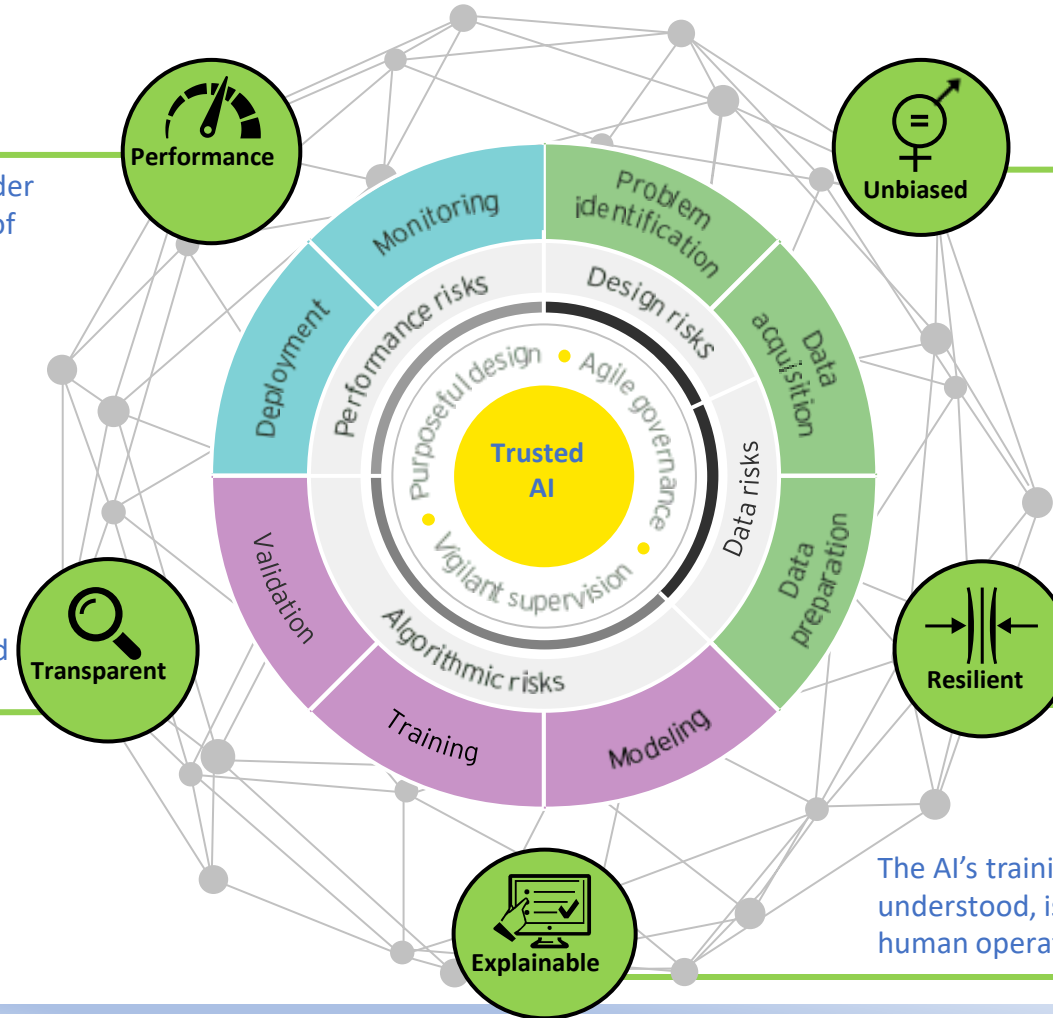 Performance
Unbiased
der
of
Monitoring
Problem
identification
Deployment
Performance risks
Design risks
Data
acquisition
Purposeful design
Agile governance
Trusted
AI
Data risks
Vigilant supervision
Validation
Data
preparation
Algorithmic risks
d
Transparent
Resilient
Training
Modeling
The AI's traini
understood, is
human operat
Explainable